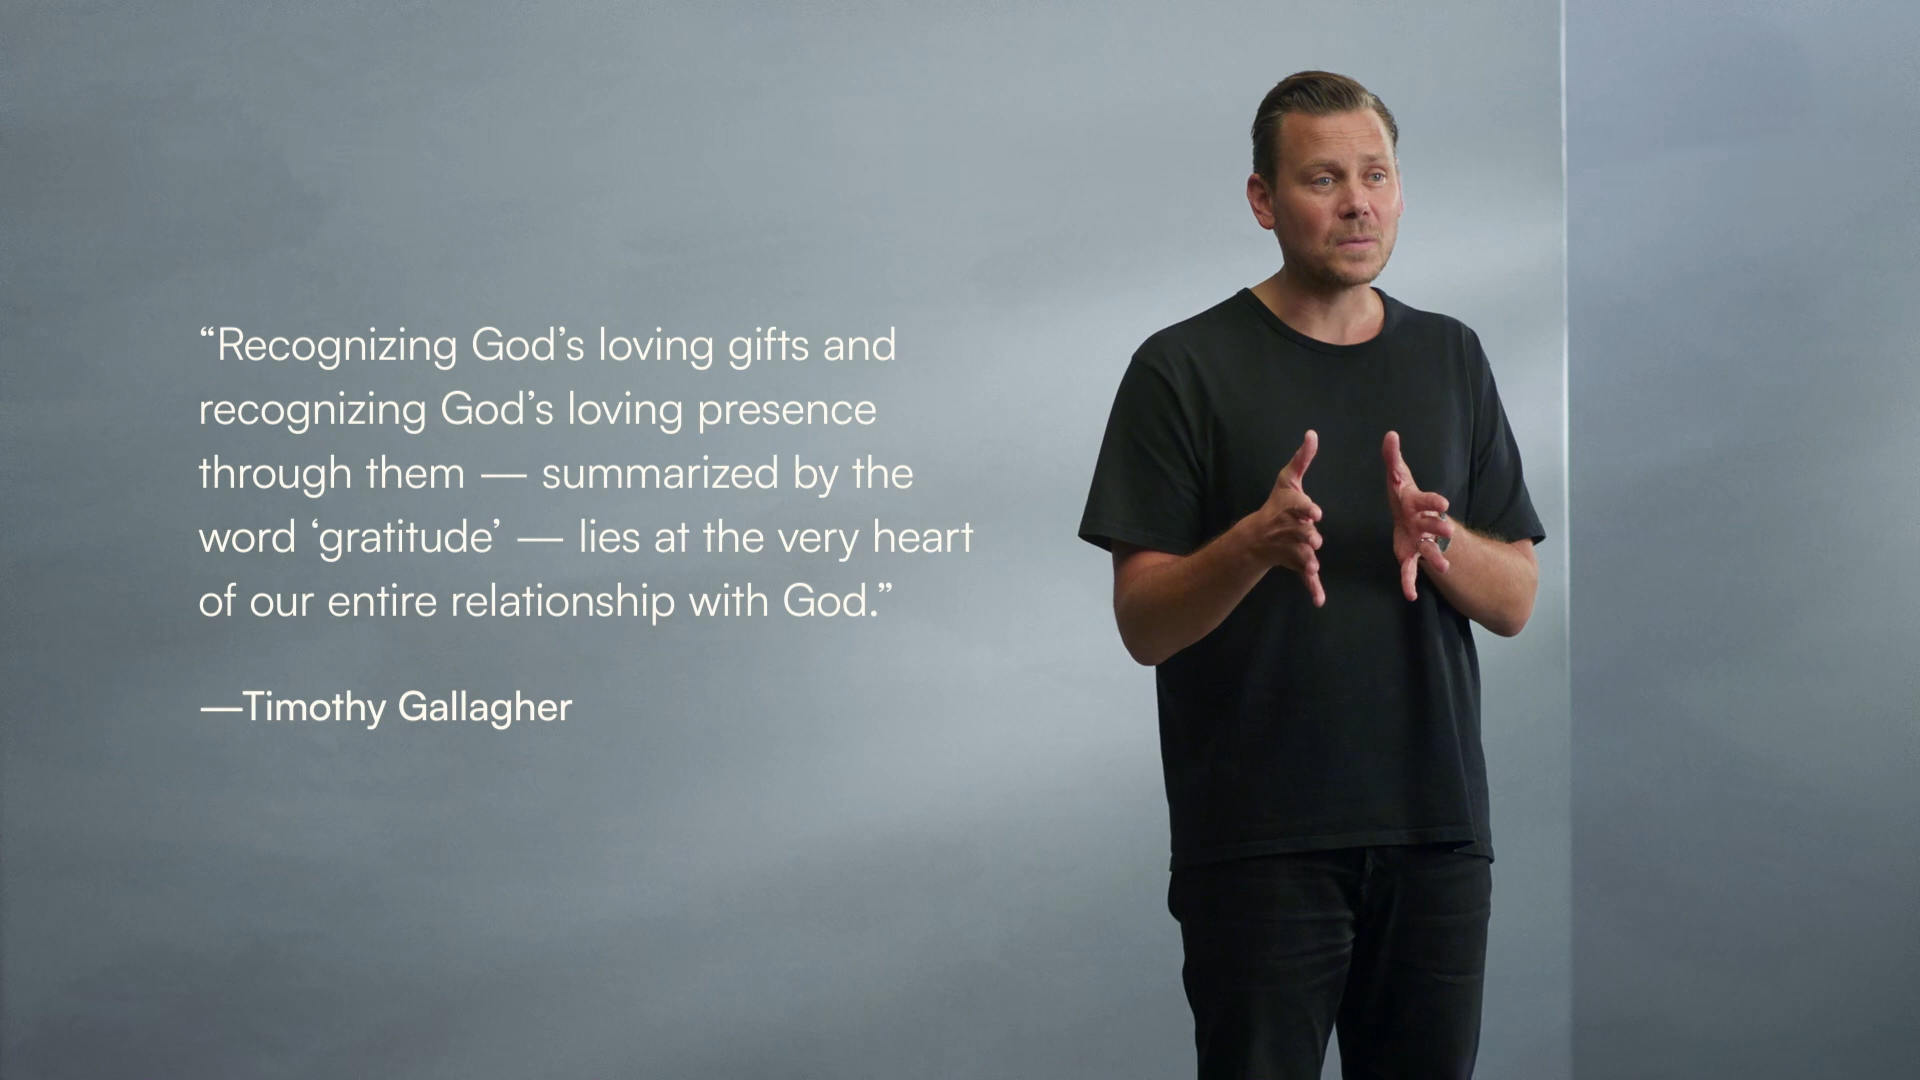 “Recognizing God’s loving gifts and
recognizing God’s loving presence
through them — summarized by the
word ‘gratitude’ — lies at the very heart
of our entire relationship with God.”
—Timothy Gallagher